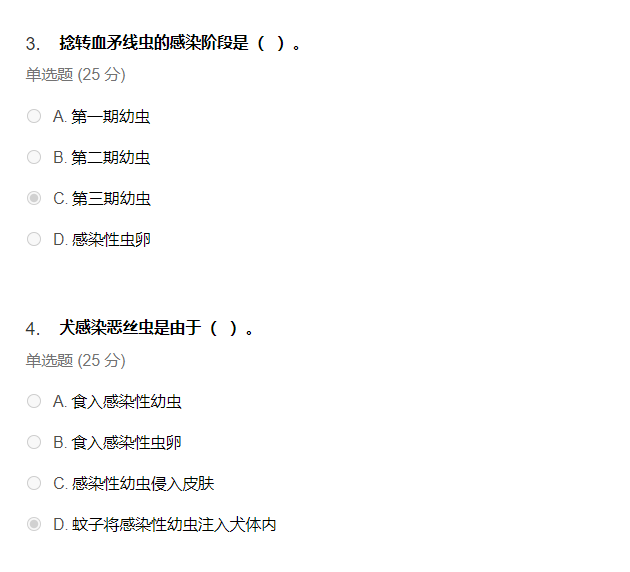 3. 捻转血矛线虫的感染阶段是（ ）。
单选题 (25 分)
A. 第一期幼虫
B. 第二期幼虫
C. 第三期幼虫
D. 感染性虫卵
4. 犬感染恶丝虫是由于（ ）。
单选题 (25 分)
A. 食入感染性幼虫
B. 食入感染性虫卵
C. 感染性幼虫侵入皮肤
D. 蚊子将感染性幼虫注入犬体内